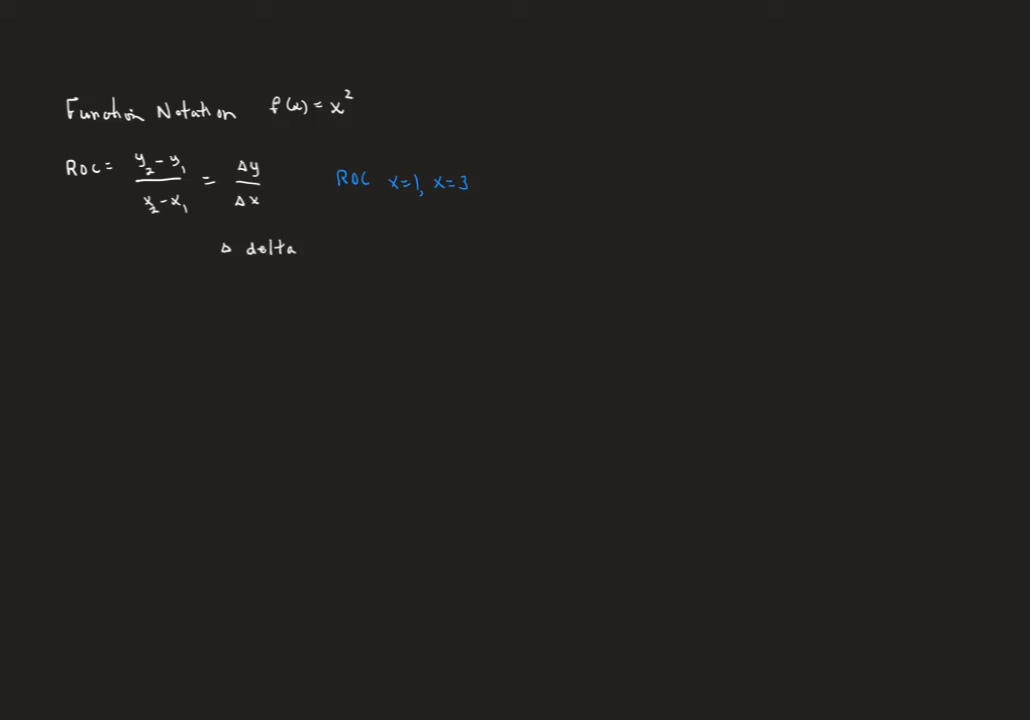 Function Notation f(x) = x²
ROC = y₂ - y₁ / x₂ - x₁ = Δy / Δx
ROC x=1, x=3
Δ delta